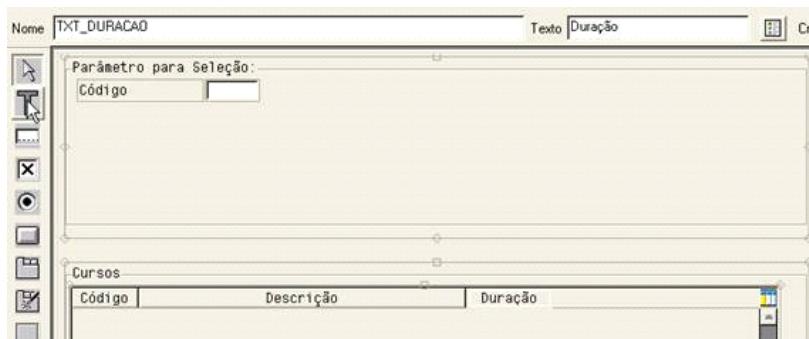 Nome TXT_DURACAO Texto Duração
Parâmetro para Seleção:
Código
Cursos
Código Descrição Duração